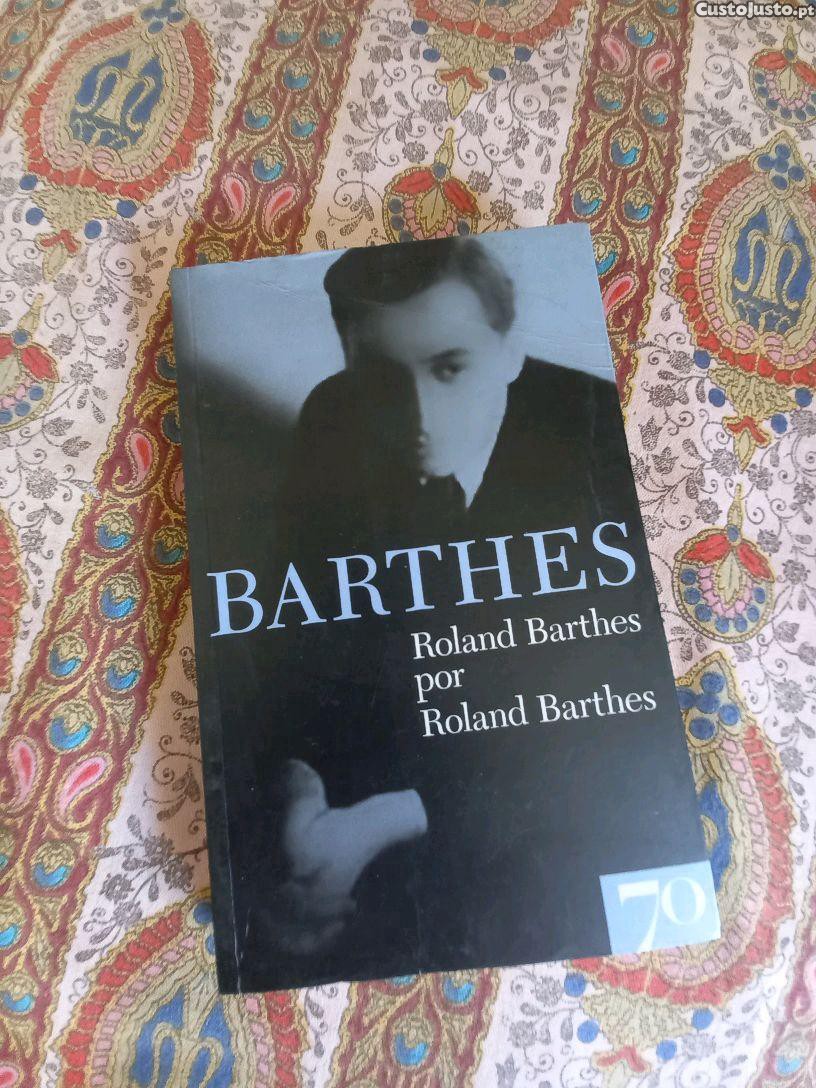 CustoJusto.pt
BARTHES
Roland Barthes
por
Roland Barthes
70